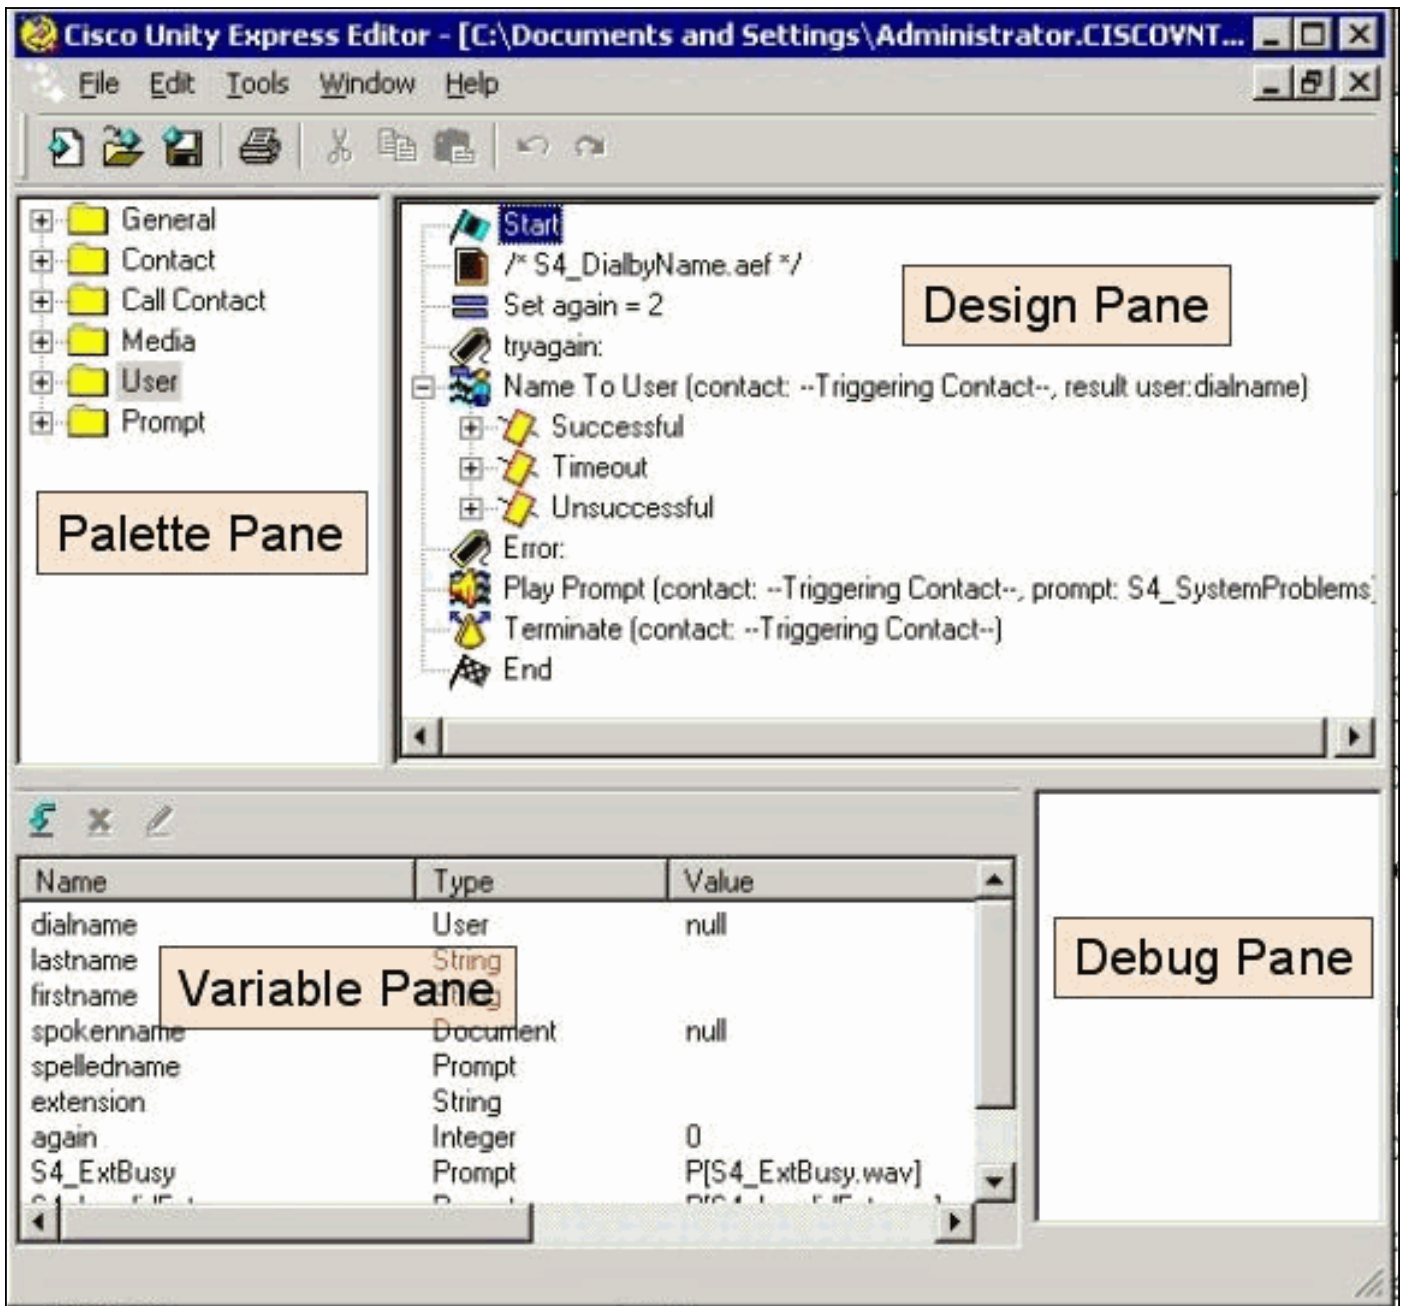 Cisco Unity Express Editor - [C:\Documents and Settings\Administrator.CISCOVNT...
File Edit Tools Window Help
General
Contact
Call Contact
Media
User
Prompt
Palette Pane
Start
/* S4_DialbyName.aef */
Set again = 2
tryagain:
Name To User (contact: --Triggering Contact--, result user:dialname)
Successful
Timeout
Unsuccessful
Error:
Play Prompt (contact: --Triggering Contact--, prompt: S4_SystemProblems)
Terminate (contact: --Triggering Contact--)
End
Design Pane
Name Type Value
dialname User null
lastname String
firstname String
spokenname Document null
spelledname Prompt
extension String
again Integer 0
S4_ExtBusy Prompt P[S4_ExtBusy.wav]
Variable Pane
Debug Pane